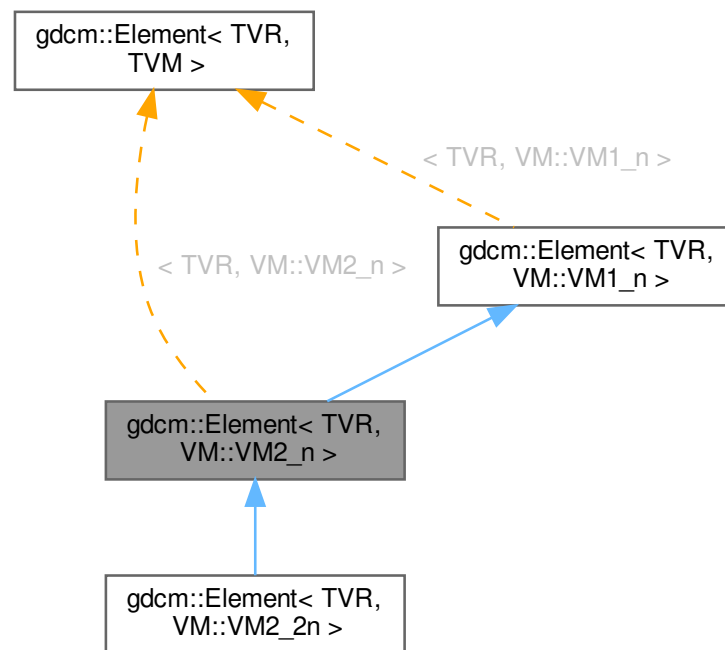 gdcm::Element< TVR,
TVM >
< TVR, VM::VM1_n >
gdcm::Element< TVR,
VM::VM1_n >
< TVR, VM::VM2_n >
gdcm::Element< TVR,
VM::VM2_n >
gdcm::Element< TVR,
VM::VM2_2n >